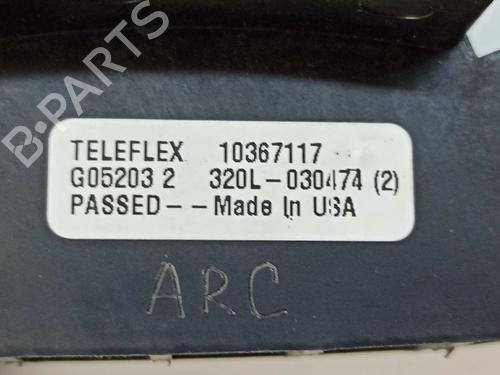 B-PARTS
TELEFLEX 10367117
G05203 2 320L-030474 (2)
PASSED- -Made In USA
ARC